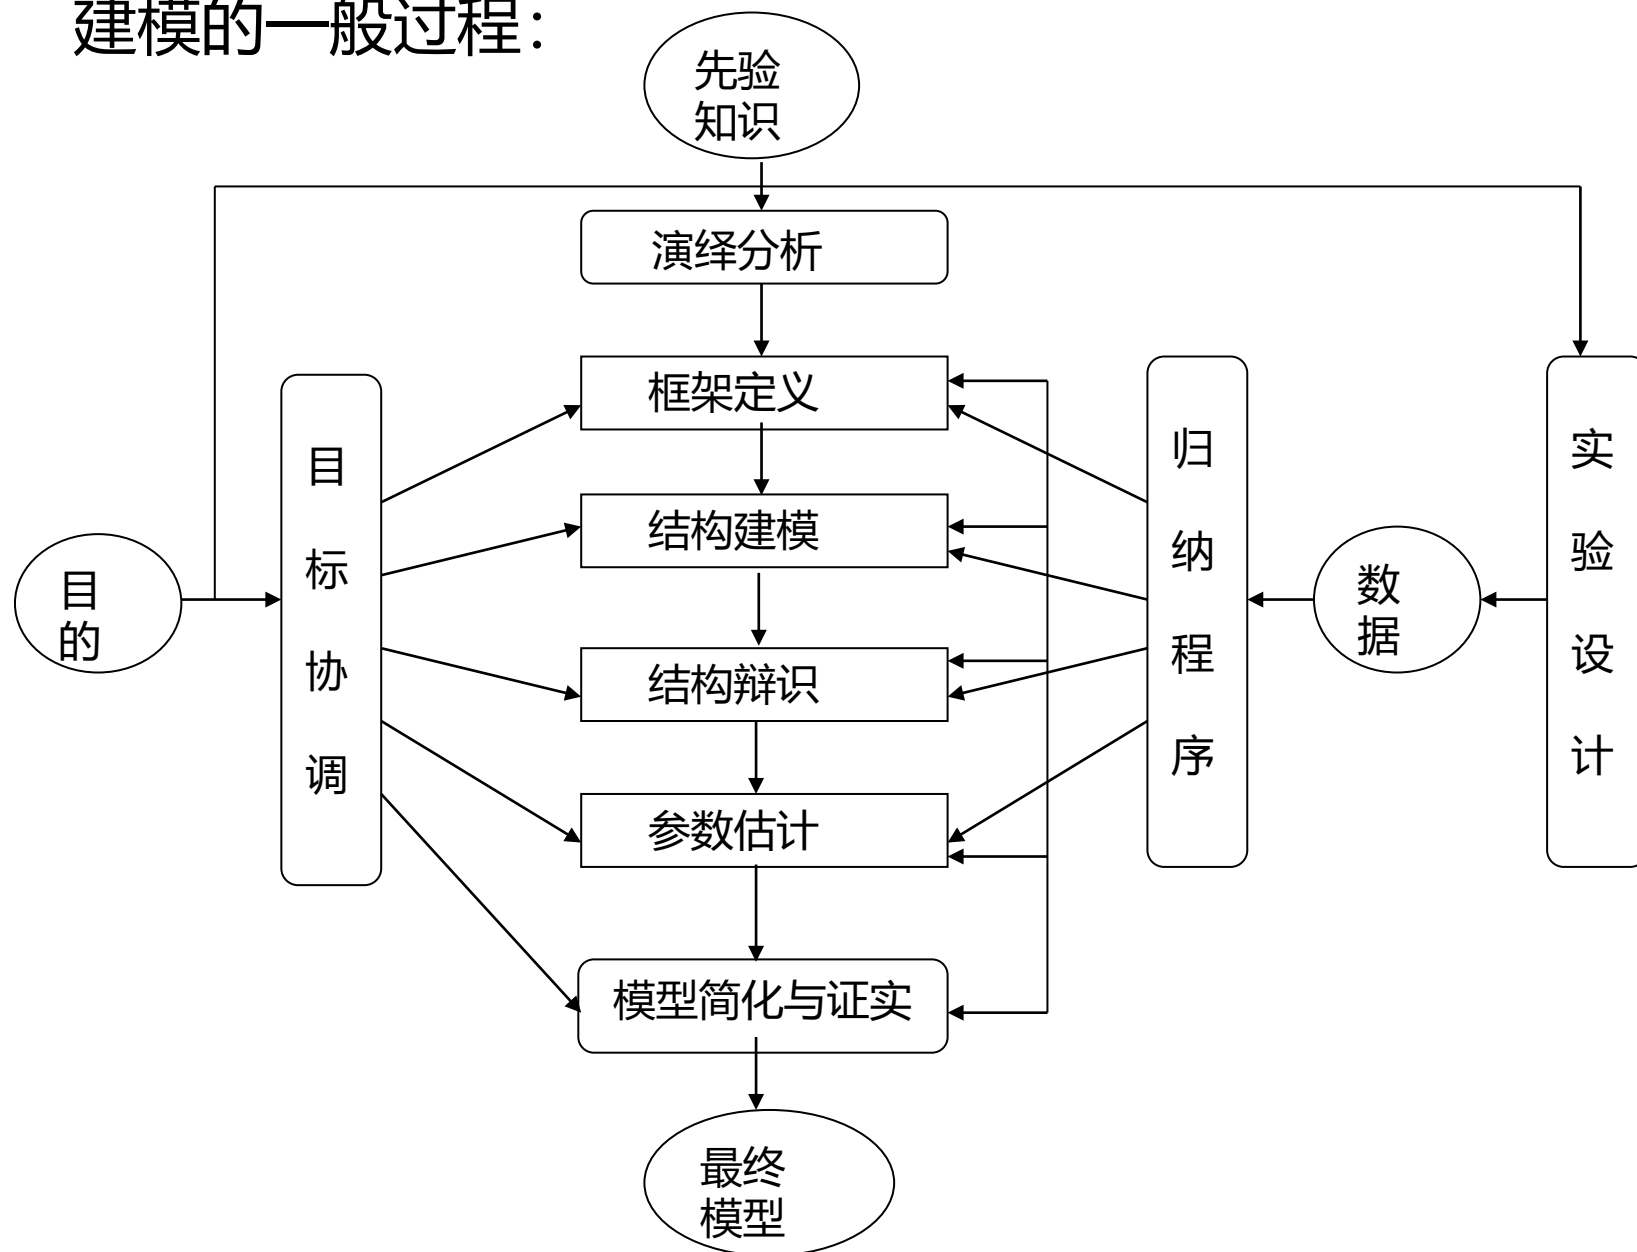 建模的一般过程：
先验
知识
演绎分析
框架定义
结构建模
结构辩识
参数估计
模型简化与证实
最终
模型
目
的
目
标
协
调
归
纳
程
序
数
据
实
验
设
计